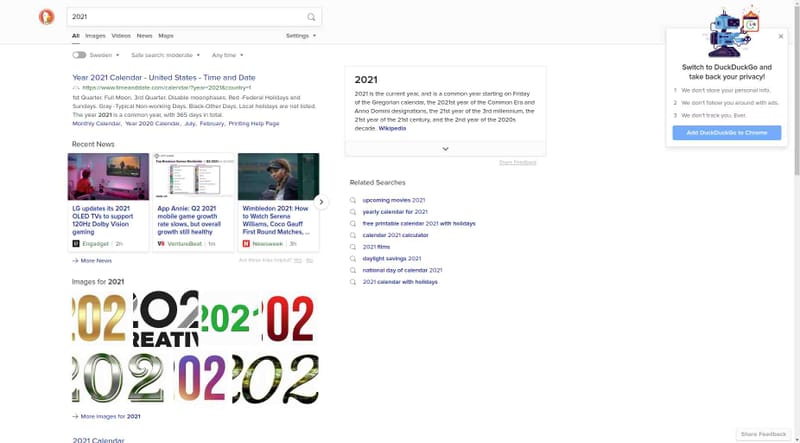 2021
All Images Videos News Maps Settings
Sweden Safe search: moderate Any time
Year 2021 Calendar - United States - Time and Date
https://www.timeanddate.com/calendar/?year=2021&country=1
1st Quarter. Full Moon. 3rd Quarter. Disable moonphases. Red–Federal Holidays and
Sundays. Gray–Typical Non-working Days. Black–Other Days. Local holidays are not listed.
The year 2021 is a common year, with 365 days in total.
Monthly Calendar, Year 2020 Calendar, July, February, Printing Help Page
Recent News
LG updates its 2021
OLED TVs to support
120Hz Dolby Vision
gaming
Engadget | 2h
App Annie: Q2 2021
mobile game growth
rate slows, but overall
growth still healthy
VentureBeat | 1m
Wimbledon 2021: How
to Watch Serena
Williams, Coco Gauff
First Round Matches, ...
Newsweek | 3h
More News
Are these links helpful? Yes No
Images for 2021
202
202
CREATIV
2021
02
202
02
202
More Images for 2021
2021 Calendar
2021
2021 is the current year, and is a common year starting on Friday
of the Gregorian calendar, the 2021st year of the Common Era and
Anno Domini designations, the 21st year of the 3rd millennium, the
21st year of the 21st century, and the 2nd year of the 2020s
decade. Wikipedia
Share Feedback
Related Searches
upcoming movies 2021
yearly calendar for 2021
free printable calendar 2021 with holidays
calendar 2021 calculator
2021 films
daylight savings 2021
national day of calendar 2021
2021 calendar with holidays
Switch to DuckDuckGo and
take back your privacy!
1 We don't store your personal info.
2 We don't follow you around with ads.
3 We don't track you. Ever.
Add DuckDuckGo to Chrome
Share Feedback